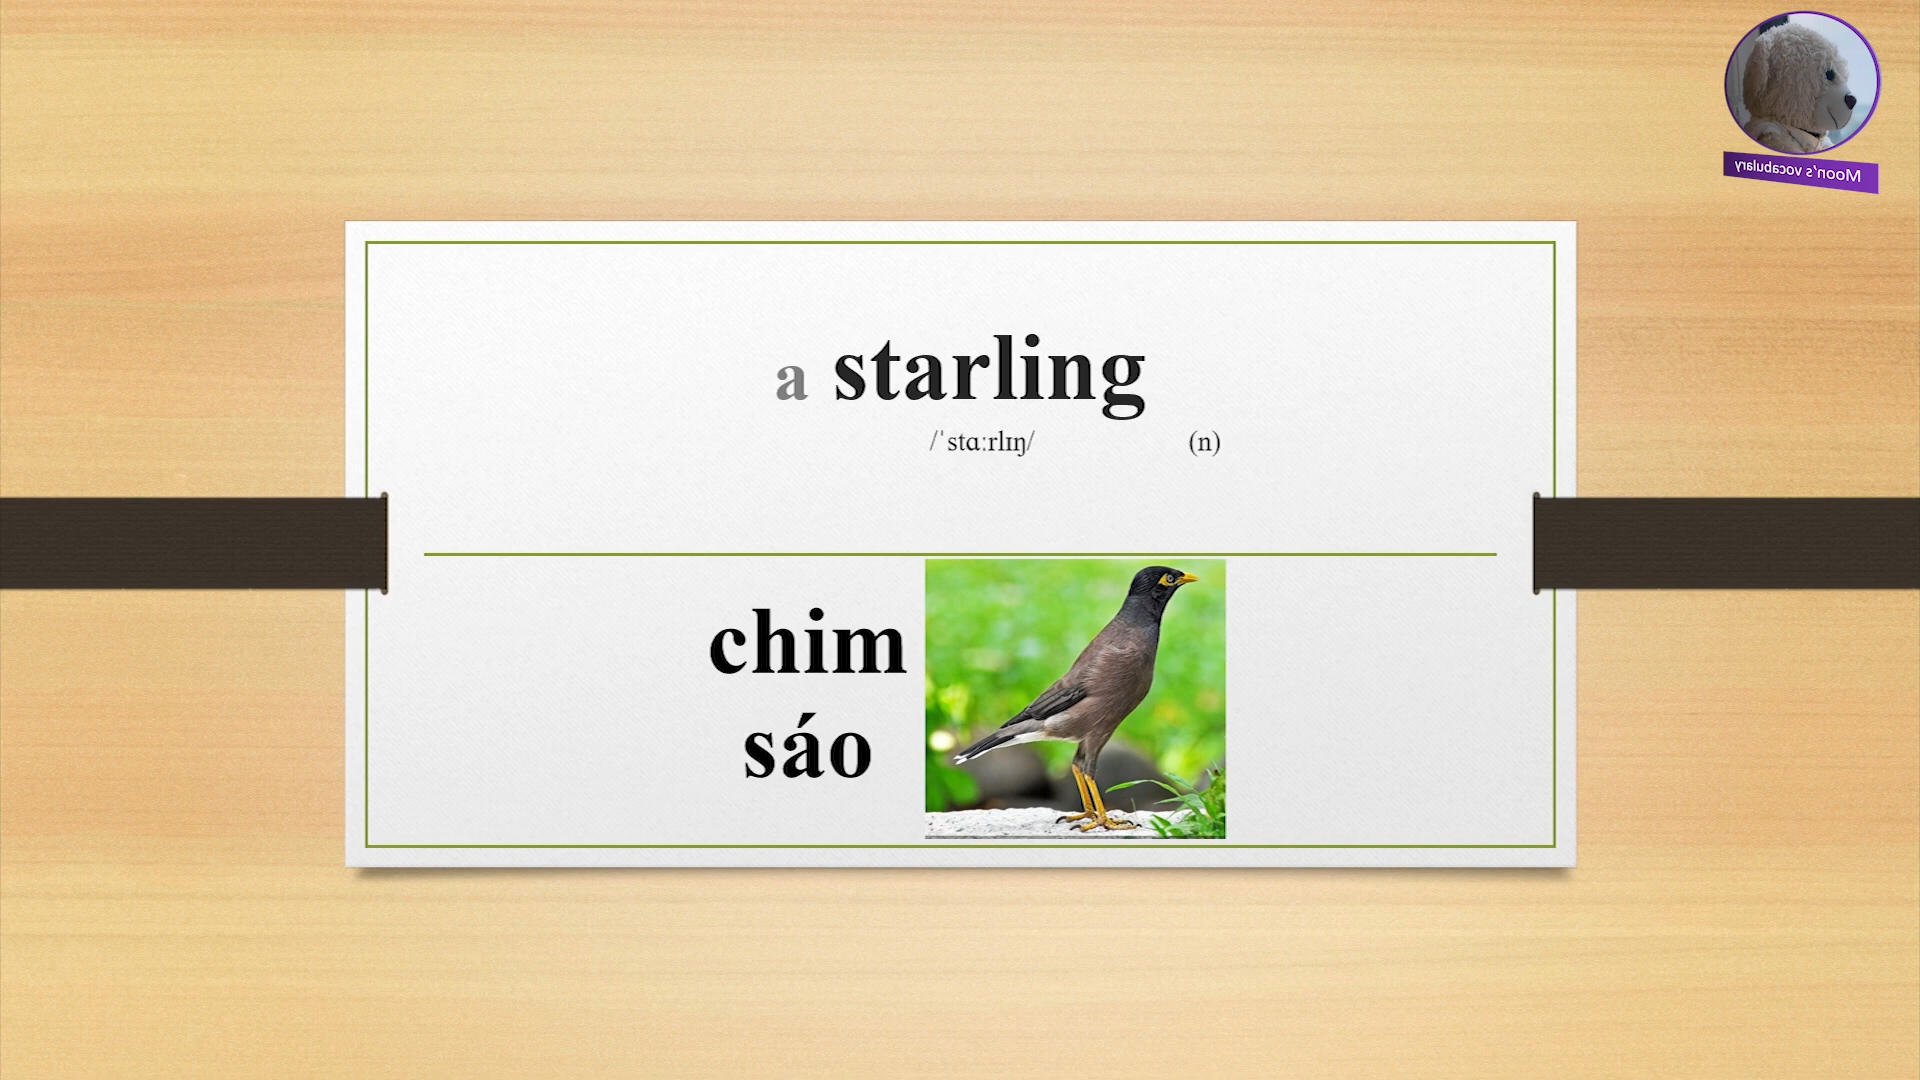 Moon's vocabulary
a starling
/ˈstɑːrlɪŋ/ (n)
chim
sáo